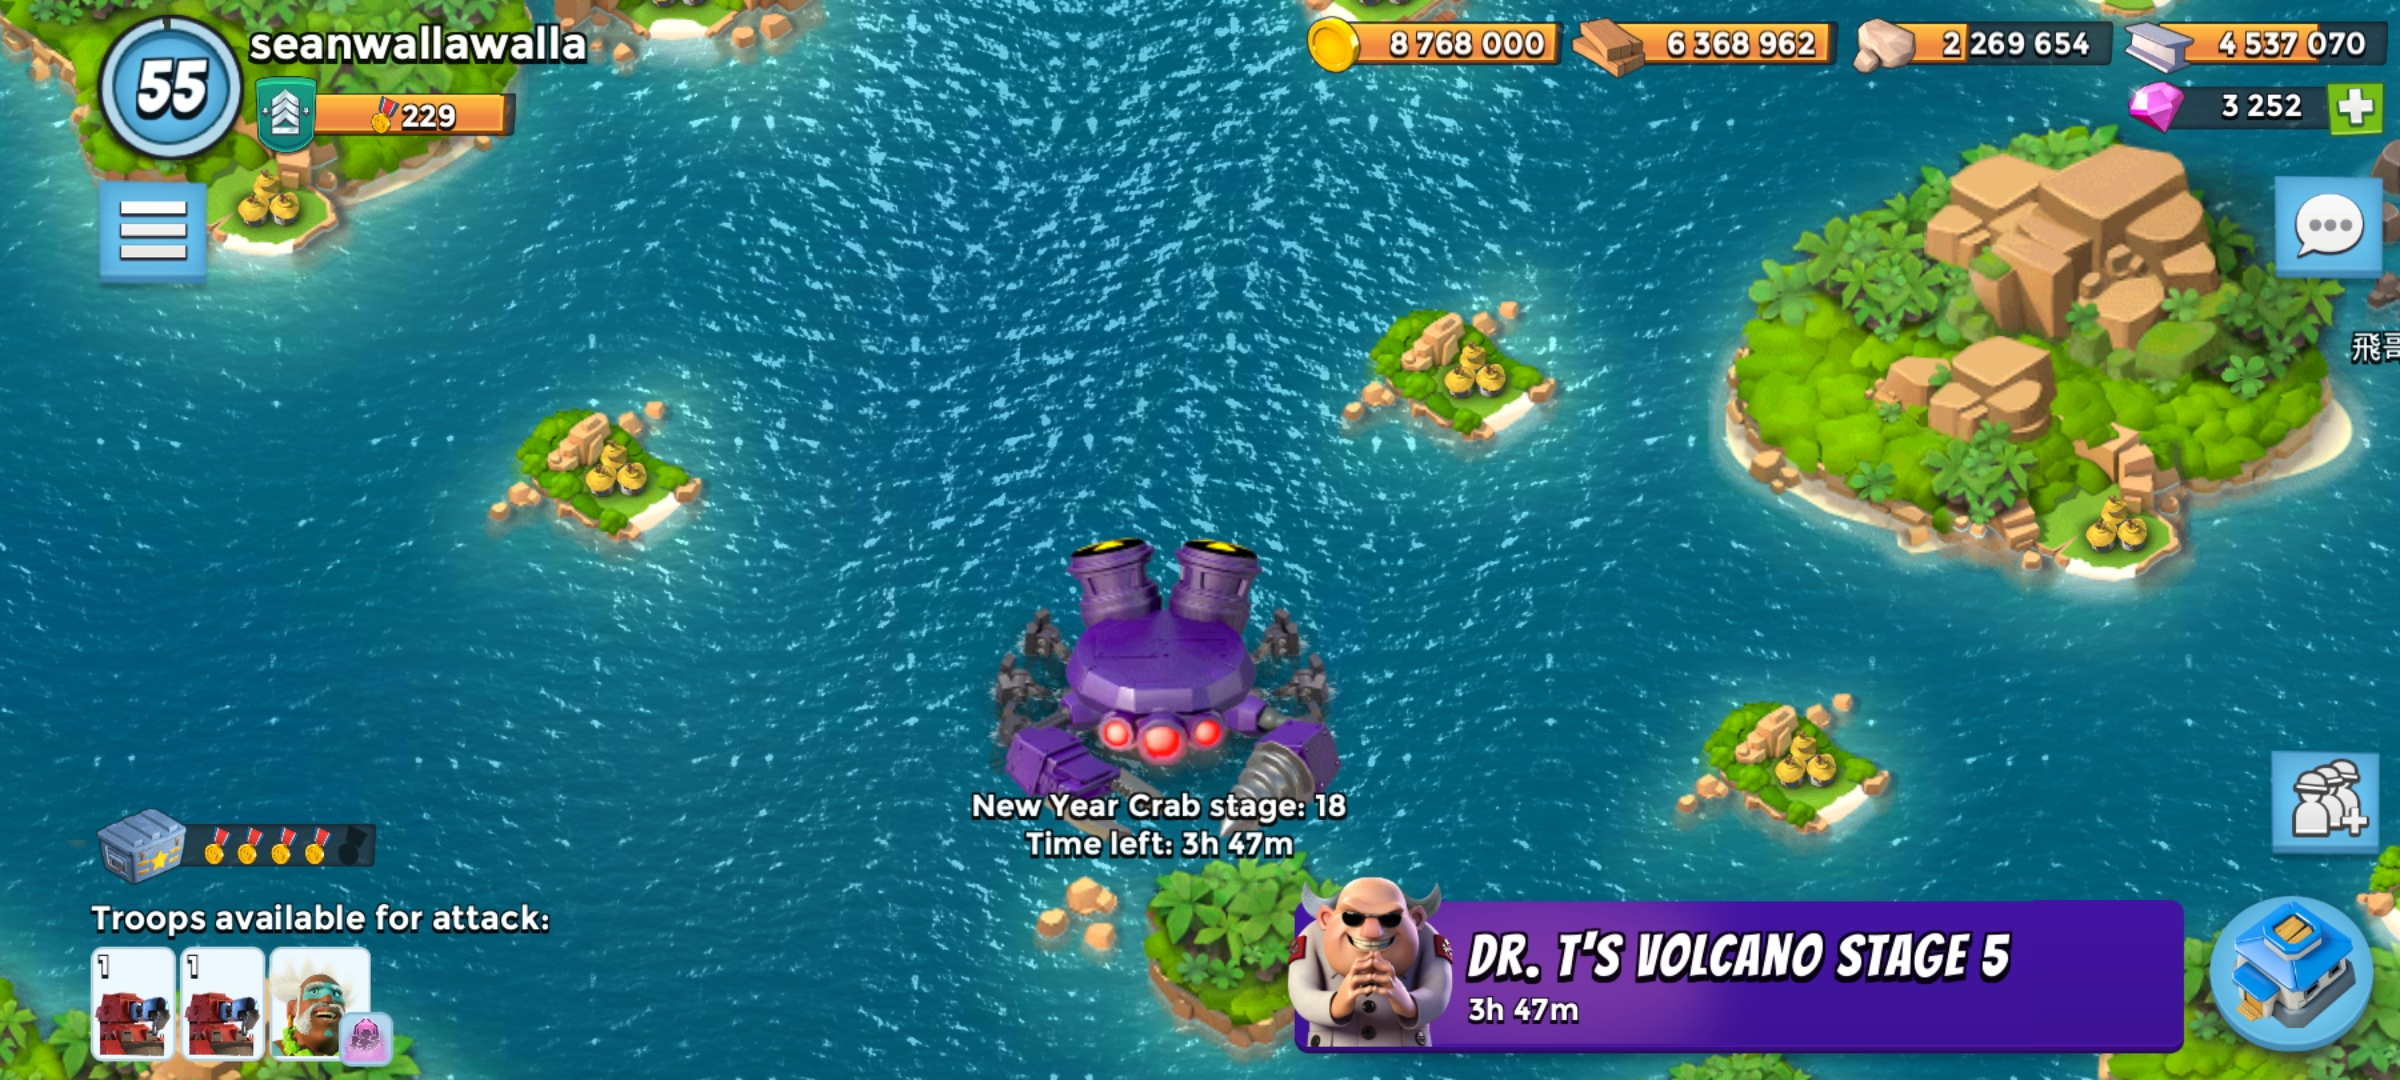 55
seanwallawalla
229
8 768 000
6 368 962
2 269 654
4 537 070
3 252
飛哥
New Year Crab stage: 18
Time left: 3h 47m
Troops available for attack:
1
1
DR. T'S VOLCANO STAGE 5
3h 47m